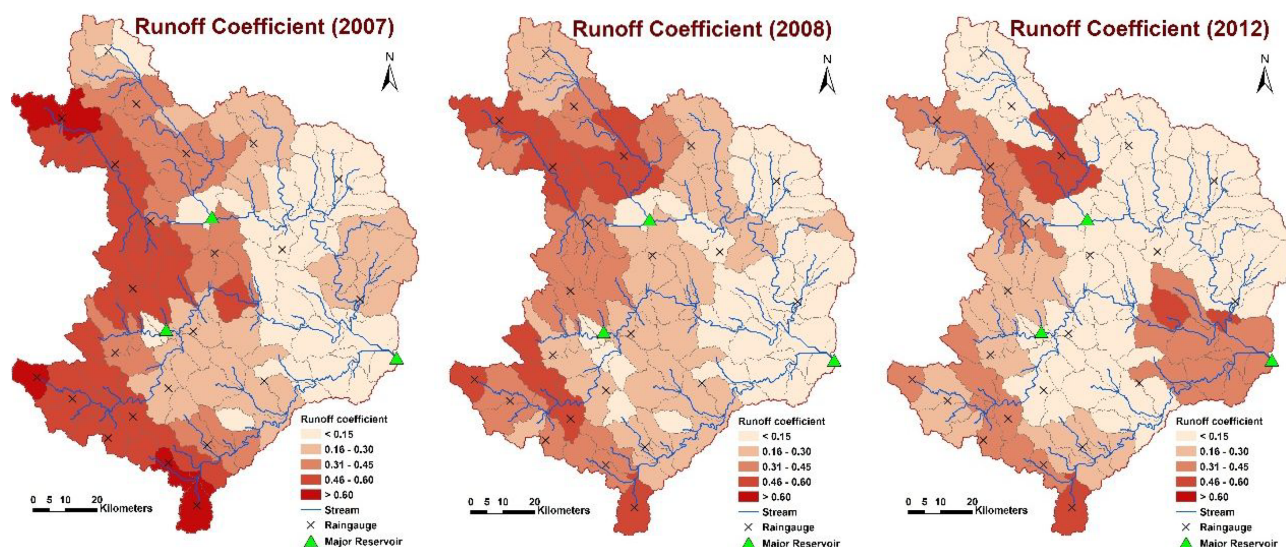 Runoff Coefficient (2007)
N
Runoff coefficient
< 0.15
0.16 - 0.30
0.31 - 0.45
0.46 - 0.60
> 0.60
Stream
Raingauge
Major Reservoir
0 5 10 20
Kilometers
Runoff Coefficient (2008)
N
Runoff coefficient
< 0.15
0.16 - 0.30
0.31 - 0.45
0.46 - 0.60
> 0.60
Stream
Raingauge
Major Reservoir
0 5 10 20
Kilometers
Runoff Coefficient (2012)
N
Runoff coefficient
< 0.15
0.16 - 0.30
0.31 - 0.45
0.46 - 0.60
> 0.60
Stream
Raingauge
Major Reservoir
0 5 10 20
Kilometers